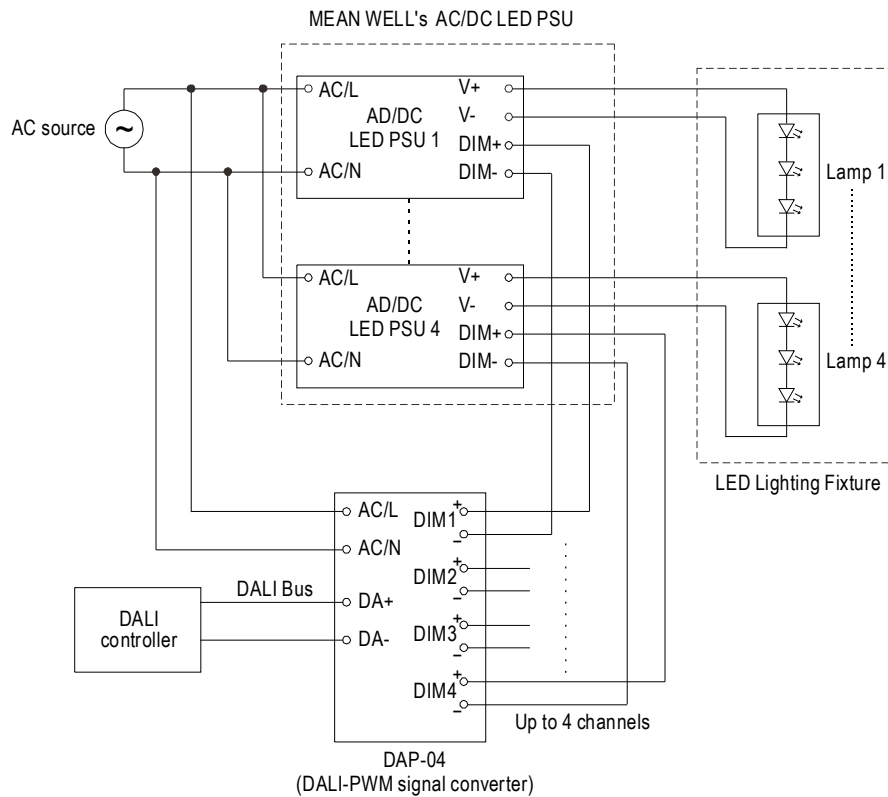 MEAN WELL's AC/DC LED PSU
AC source
~
AC/L
AD/DC
LED PSU 1
AC/N
V+
V-
DIM+
DIM-
Lamp 1
AC/L
AD/DC
LED PSU 4
AC/N
V+
V-
DIM+
DIM-
Lamp 4
LED Lighting Fixture
AC/L
AC/N
DA+
DA-
DIM1
+
–
DIM2
+
–
DIM3
+
–
DIM4
+
–
DALI Bus
DALI
controller
Up to 4 channels
DAP-04
(DALI-PWM signal converter)